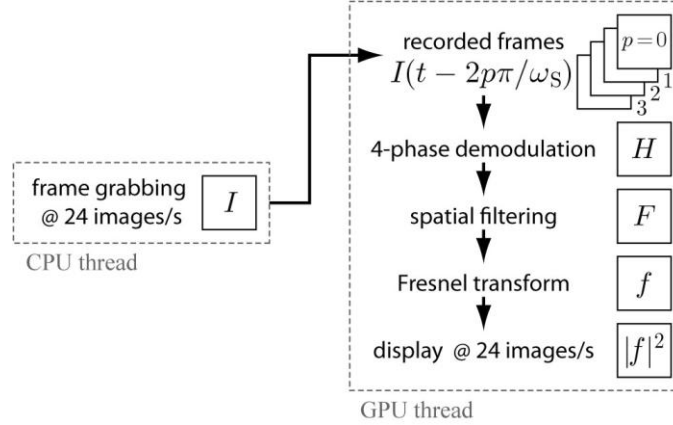 frame grabbing
@ 24 images/s
I
CPU thread
recorded frames
I(t − 2pπ/ω_S)
p = 0
1
2
3
4-phase demodulation
H
spatial filtering
F
Fresnel transform
f
display @ 24 images/s
|f|²
GPU thread